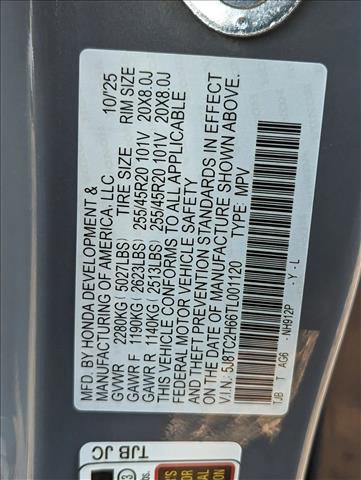 MFD. BY HONDA DEVELOPMENT & 10/25
MANUFACTURING OF AMERICA, LLC
GVWR 2280KG ( 5027LBS) TIRE SIZE RIM SIZE
GAWR F 1190KG ( 2623LBS) 255/45R20 101V 20X8.0J
GAWR R 1140KG ( 2513LBS) 255/45R20 101V 20X8.0J
THIS VEHICLE CONFORMS TO ALL APPLICABLE
FEDERAL MOTOR VEHICLE SAFETY
AND THEFT PREVENTION STANDARDS IN EFFECT
ON THE DATE OF MANUFACTURE SHOWN ABOVE.
V.I.N.: 5J8TC2H69TL001120 TYPE: MPV
TJB T AG6 - NH912P - Y - L
TJB JC